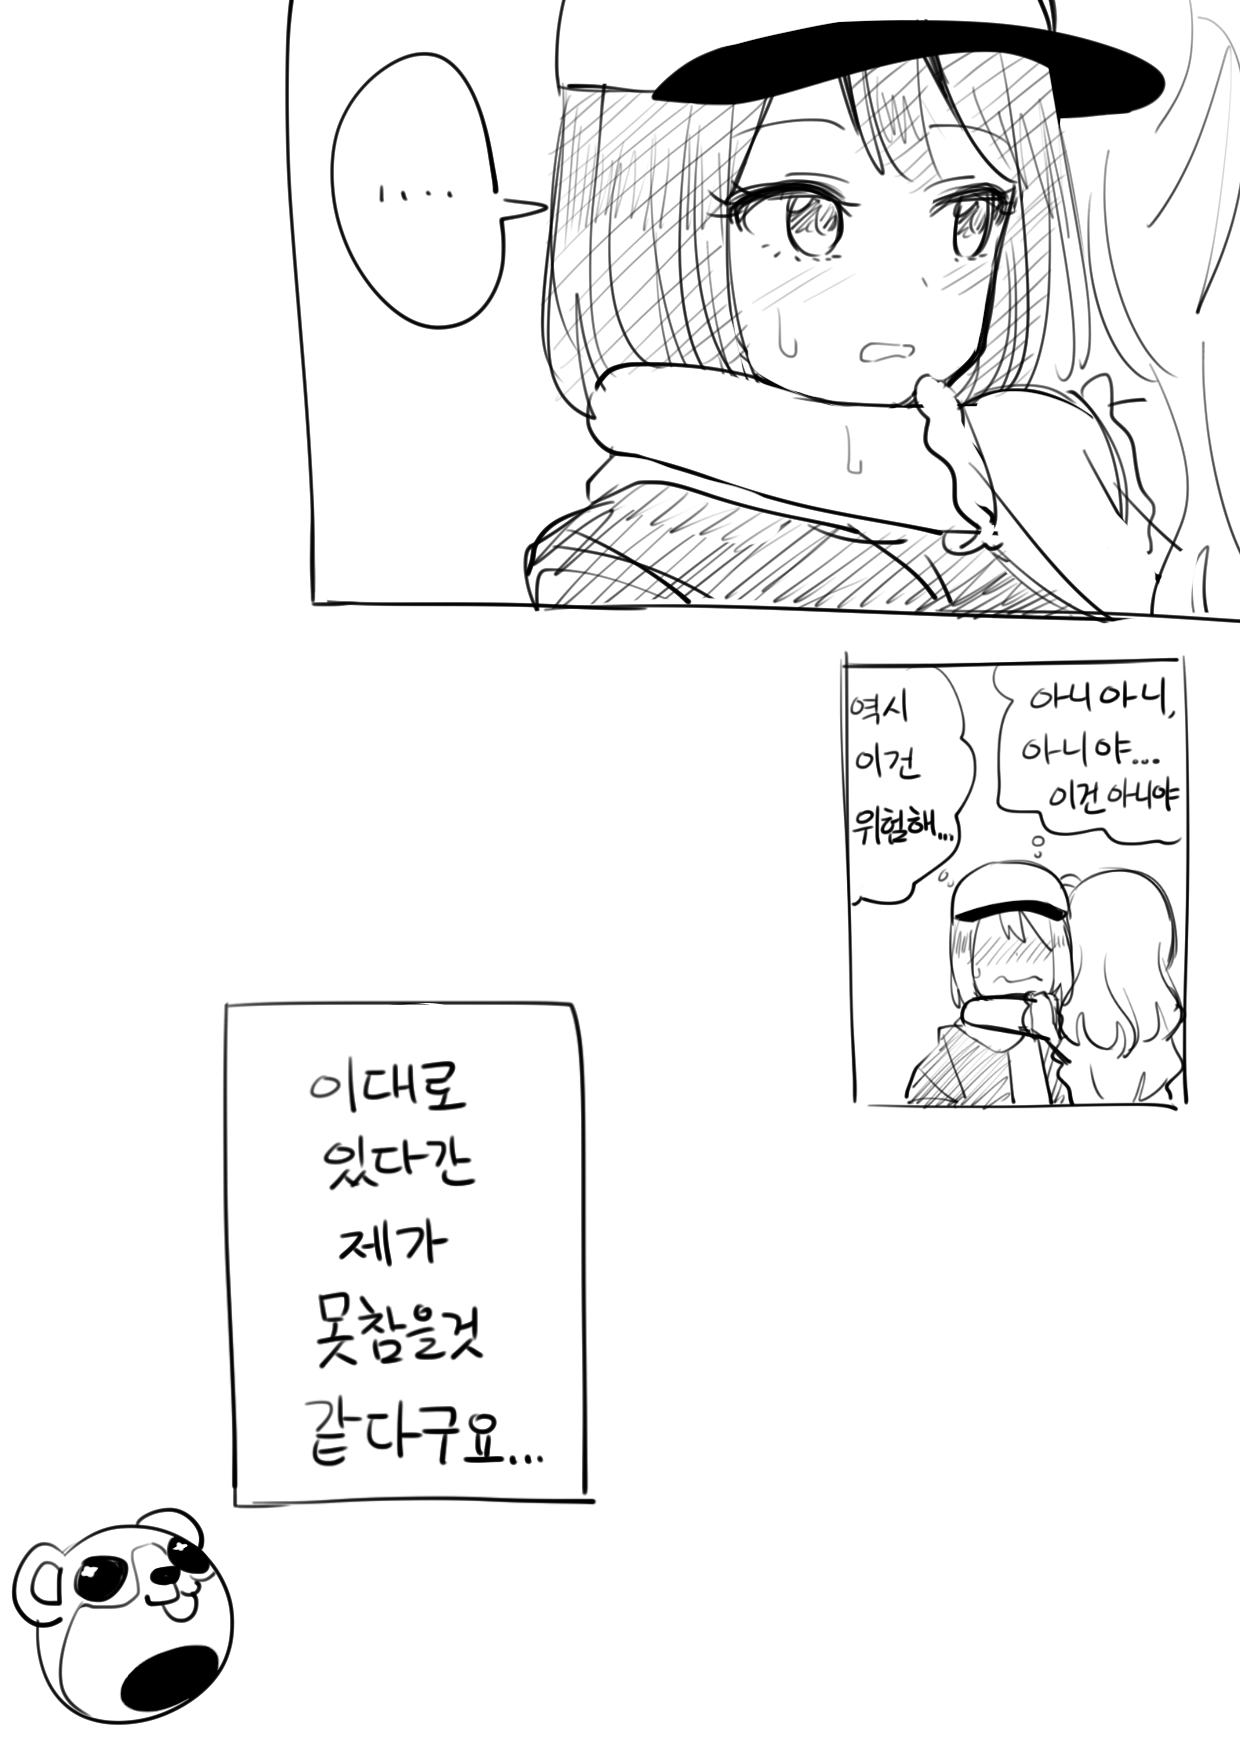 ....
아니 아니,
아니야...
이건 아니야
역시
이건
위험해...
이대로
있다간
제가
못참을것
같다구요...